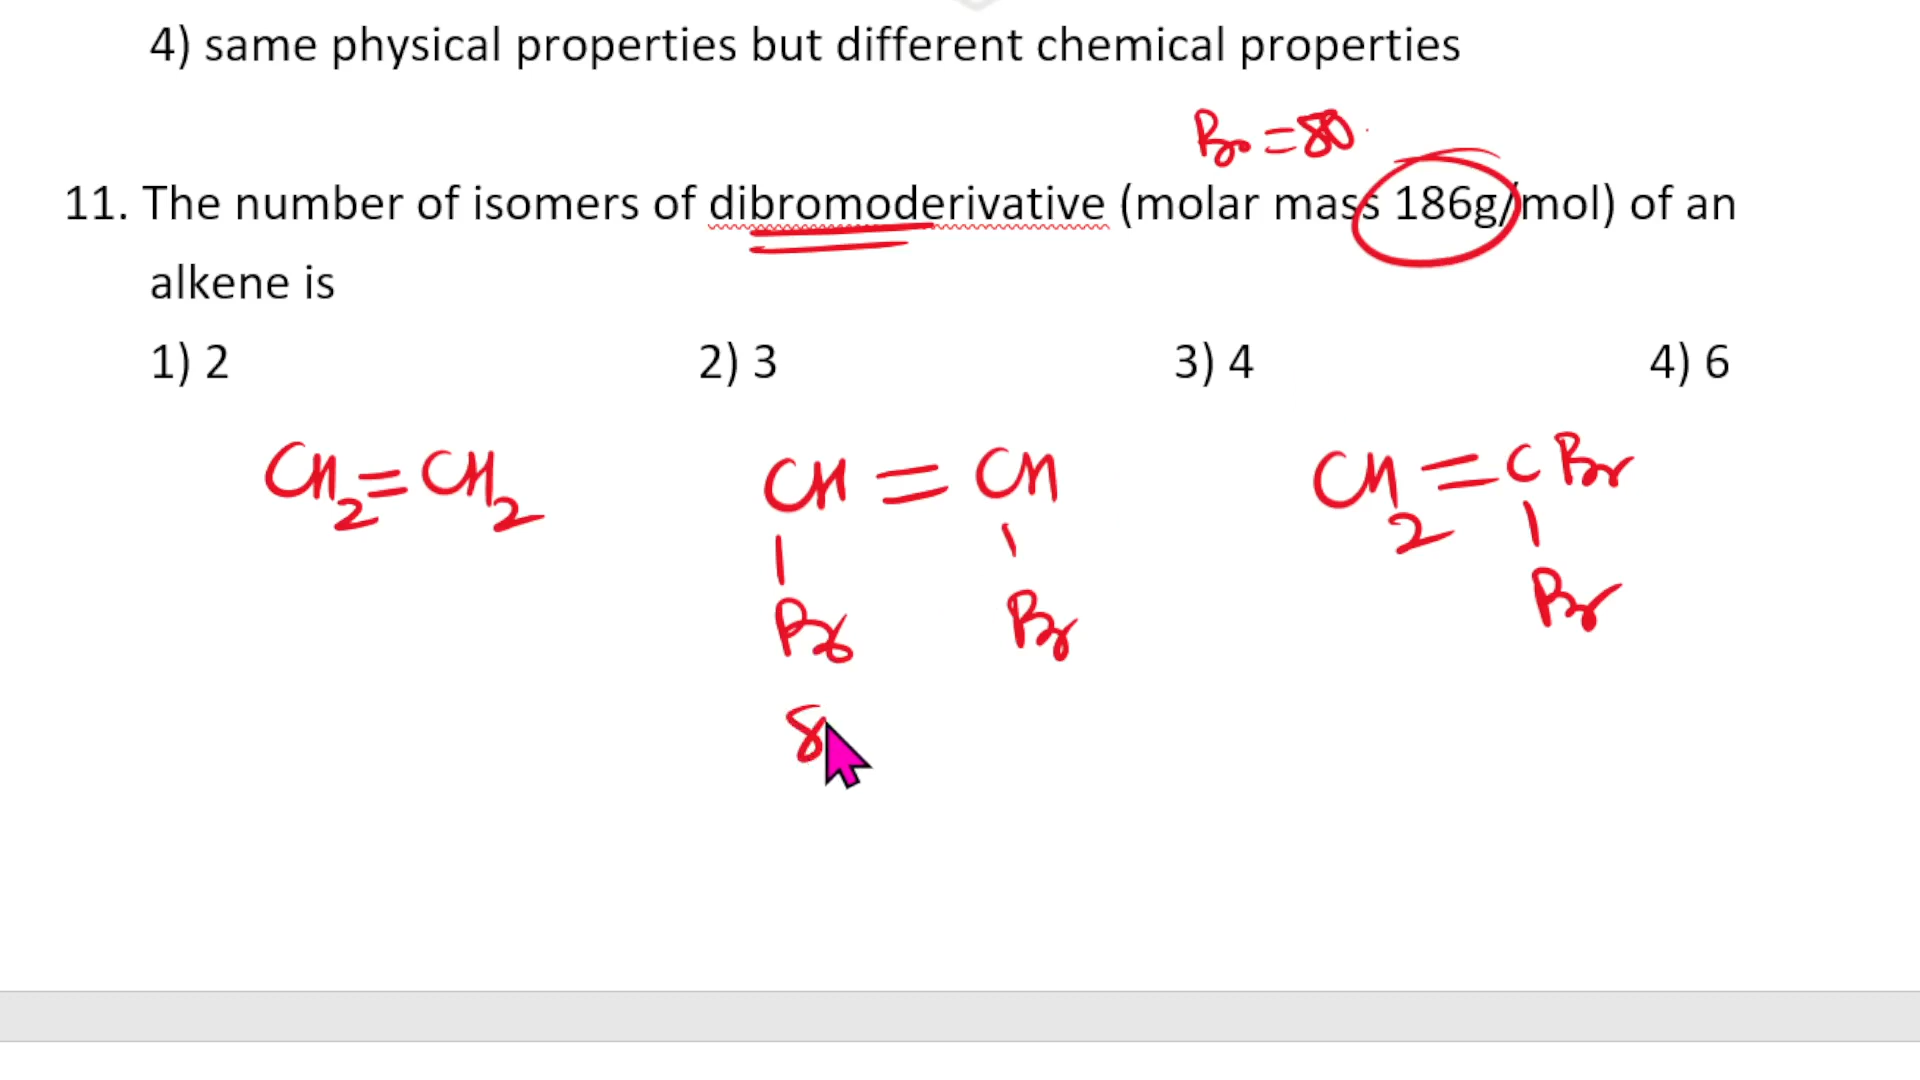 4) same physical properties but different chemical properties
Br = 80
11. The number of isomers of dibromoderivative (molar mass 186g/mol) of an
alkene is
1) 2 2) 3 3) 4 4) 6
CH2=CH2 CH = CH CH2 = C Br
Br Br Br
8